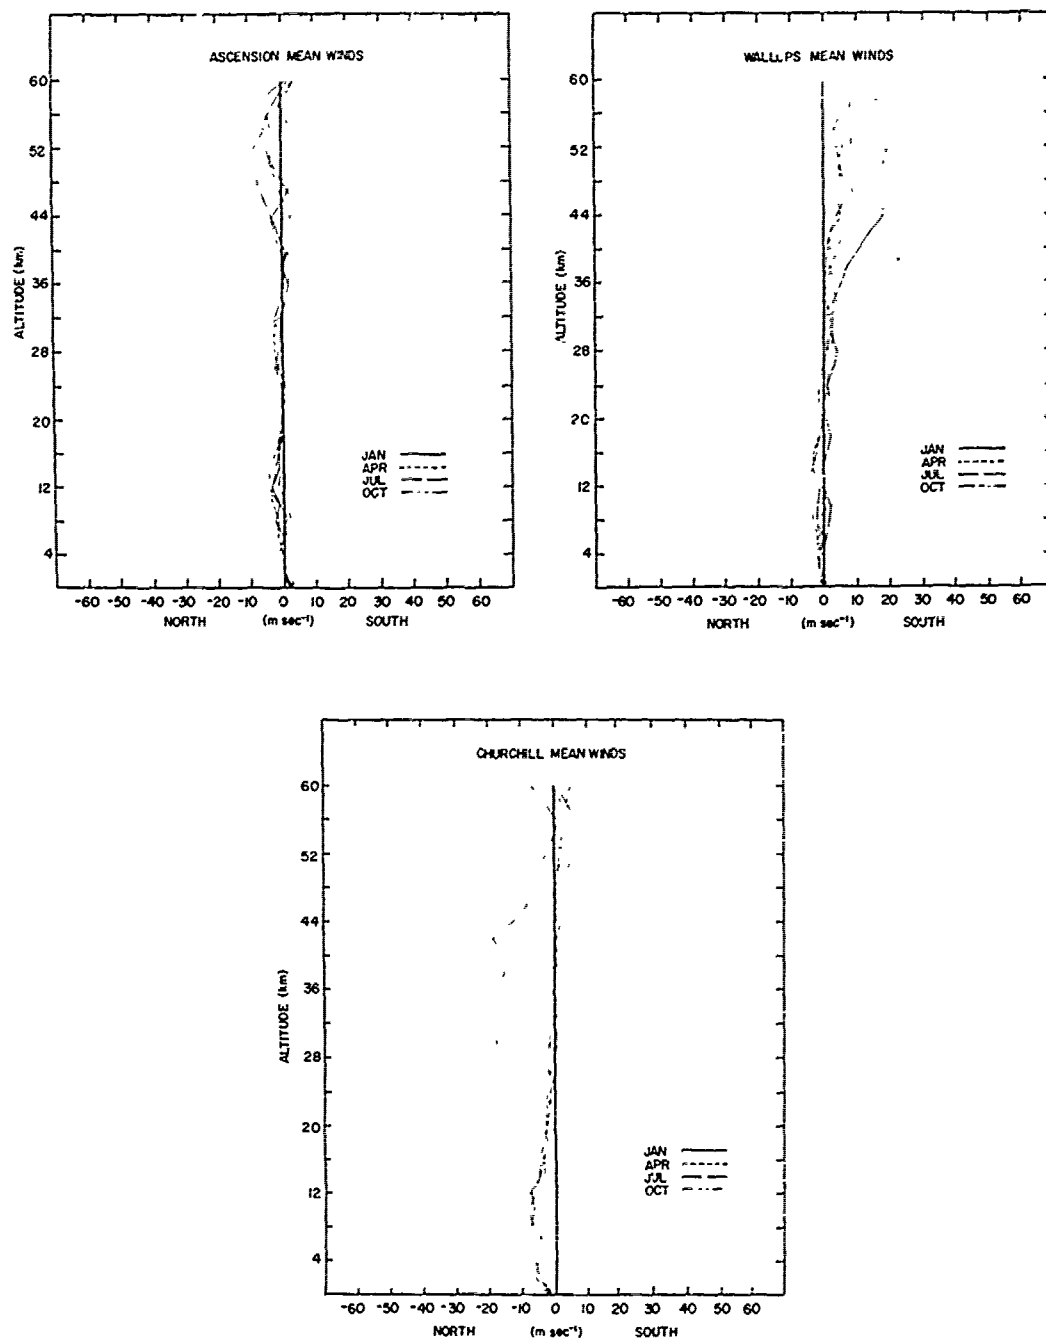 ASCENSION MEAN WINDS
60
52
44
36
28
20
12
4
ALTITUDE (km)
JAN
APR
JUL
OCT
-60 -50 -40 -30 -20 -10 0 10 20 30 40 50 60
NORTH (m sec⁻¹) SOUTH
WALLOPS MEAN WINDS
60
52
44
36
28
20
12
4
ALTITUDE (km)
JAN
APR
JUL
OCT
-60 -50 -40 -30 -20 -10 0 10 20 30 40 50 60
NORTH (m sec⁻¹) SOUTH
CHURCHILL MEAN WINDS
60
52
44
36
28
20
12
4
ALTITUDE (km)
JAN
APR
JUL
OCT
-60 -50 -40 -30 -20 -10 0 10 20 30 40 50 60
NORTH (m sec⁻¹) SOUTH